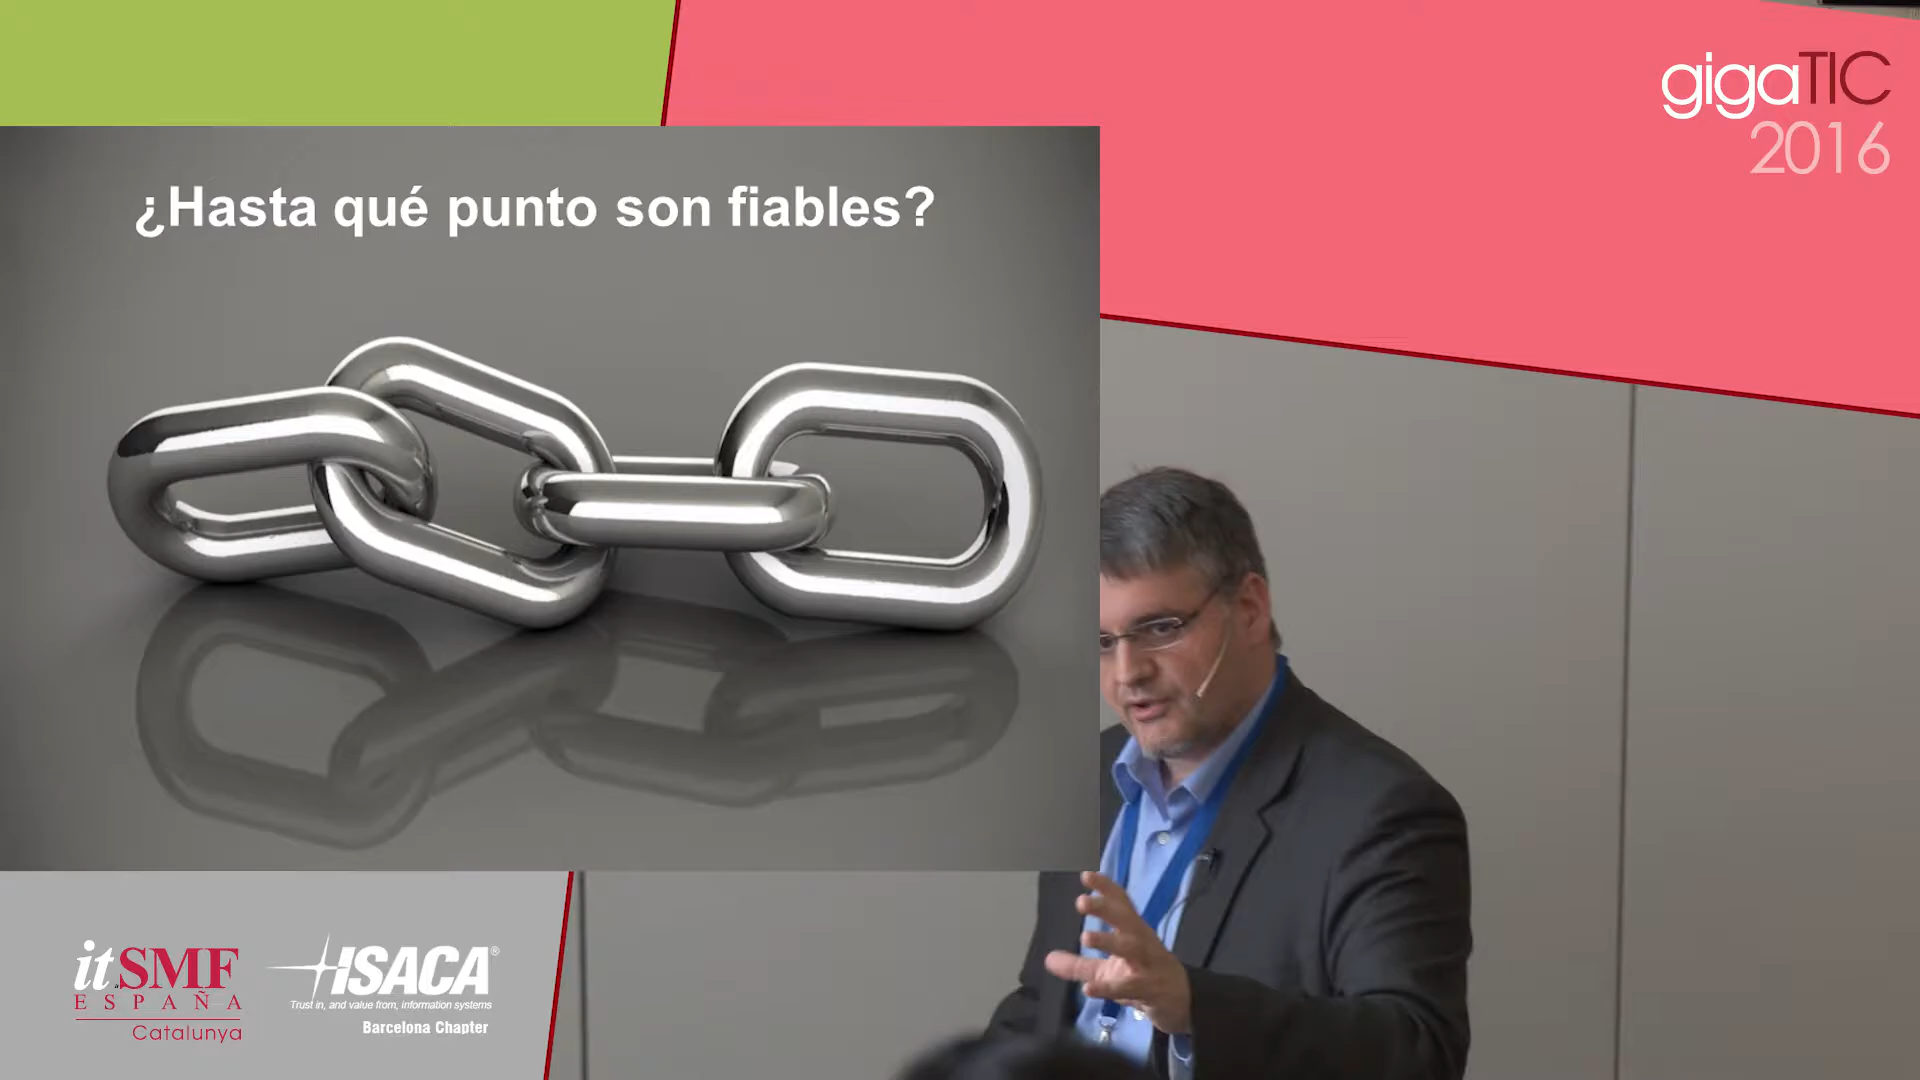 gigaTIC
2016
¿Hasta qué punto son fiables?
itSMF
ESPAÑA
Catalunya
ISACA®
Trust in, and value from, information systems
Barcelona Chapter